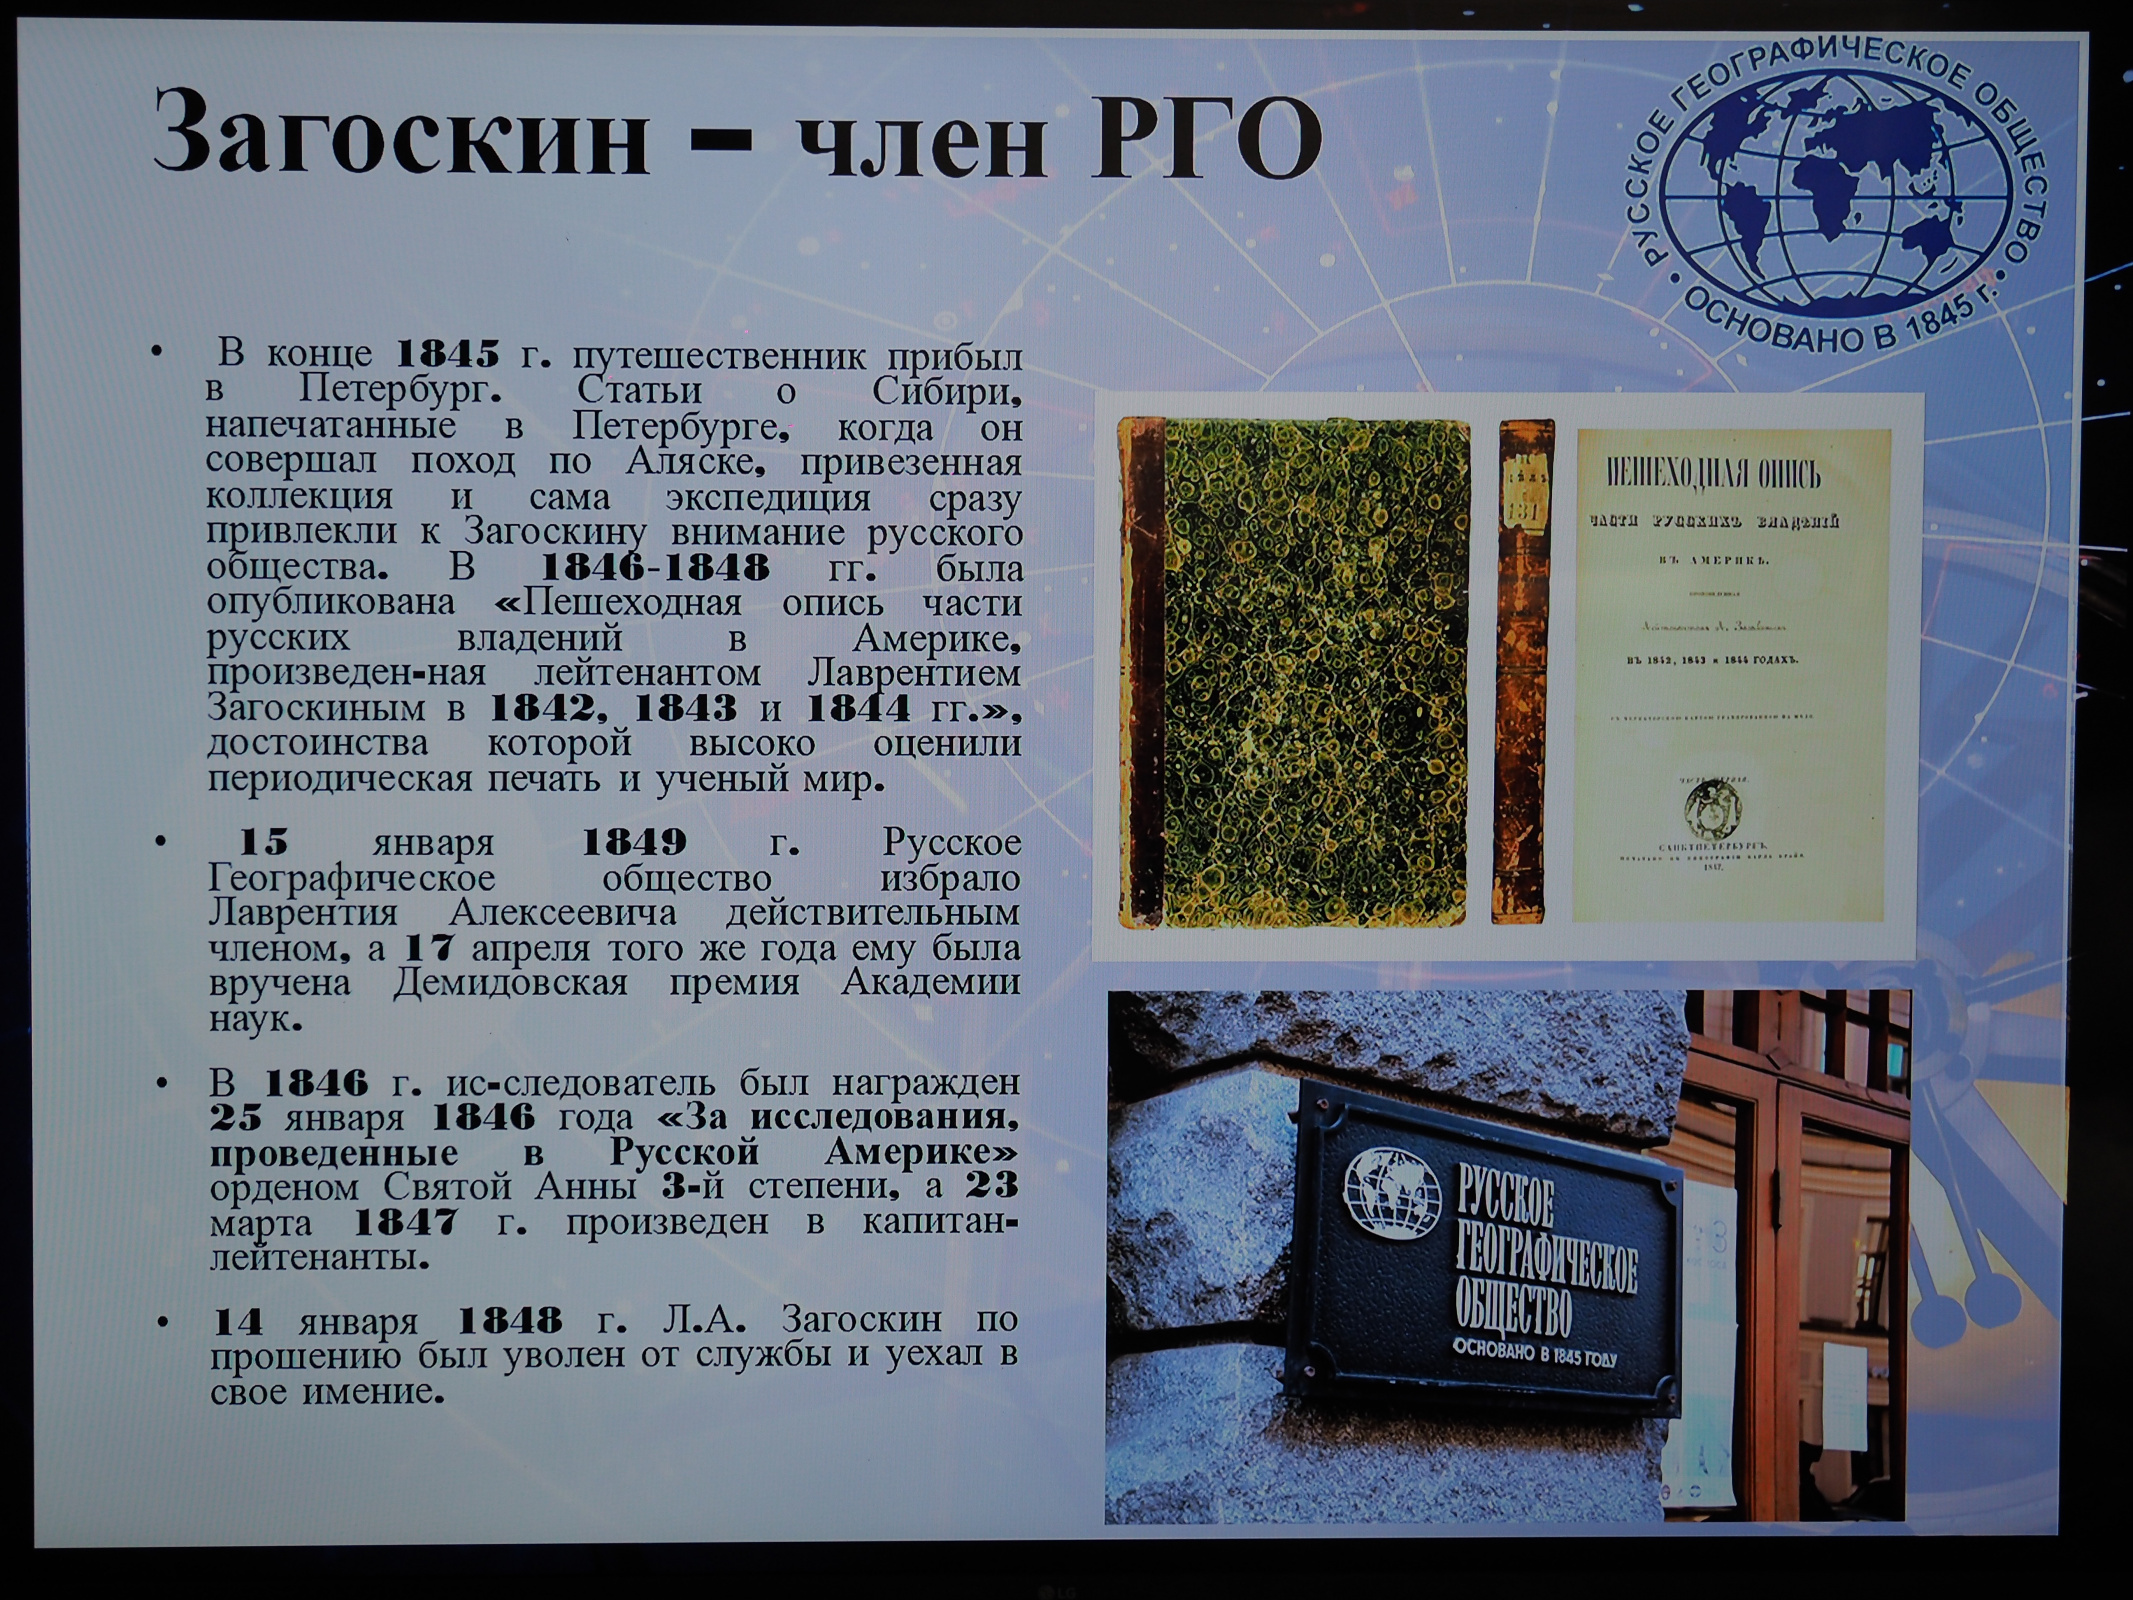 Загоскин – член РГО
РУССКОЕ ГЕОГРАФИЧЕСКОЕ ОБЩЕСТВО
• ОСНОВАНО В 1845 г. •
• В конце 1845 г. путешественник прибыл
в Петербург. Статьи о Сибири,
напечатанные в Петербурге, когда он
совершал поход по Аляске, привезенная
коллекция и сама экспедиция сразу
привлекли к Загоскину внимание русского
общества. В 1846-1848 гг. была
опубликована «Пешеходная опись части
русских владений в Америке,
произведен-ная лейтенантом Лаврентием
Загоскиным в 1842, 1843 и 1844 гг.»,
достоинства которой высоко оценили
периодическая печать и ученый мир.
• 15 января 1849 г. Русское
Географическое общество избрало
Лаврентия Алексеевича действительным
членом, а 17 апреля того же года ему была
вручена Демидовская премия Академии
наук.
• В 1846 г. ис-следователь был награжден
25 января 1846 года «За исследования,
проведенные в Русской Америке»
орденом Святой Анны 3-й степени, а 23
марта 1847 г. произведен в капитан-
лейтенанты.
• 14 января 1848 г. Л.А. Загоскин по
прошению был уволен от службы и уехал в
свое имение.
ПЕШЕХОДНАЯ ОПИСЬ
ЧАСТИ РУССКИХЪ ВЛАДѢНІЙ
ВЪ АМЕРИКѢ.
Лейтенантомъ Л. Загоскинымъ
ВЪ 1842, 1843 и 1844 ГОДАХЪ.
ЧАСТЬ ПЕРВАЯ.
САНКТПЕТЕРБУРГЪ.
1847.
РУССКОЕ
ГЕОГРАФИЧЕСКОЕ
ОБЩЕСТВО
ОСНОВАНО В 1845 ГОДУ
LG